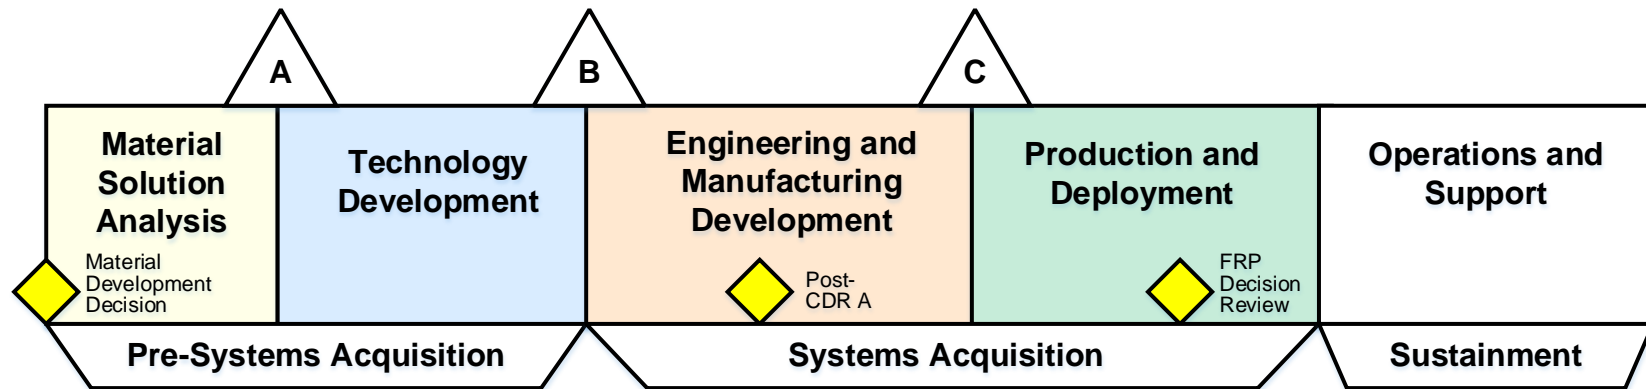 A
B
C
Material
Solution
Analysis
Technology
Development
Engineering and
Manufacturing
Development
Production and
Deployment
Operations and
Support
Material
Development
Decision
Post-
CDR A
FRP
Decision
Review
Pre-Systems Acquisition
Systems Acquisition
Sustainment